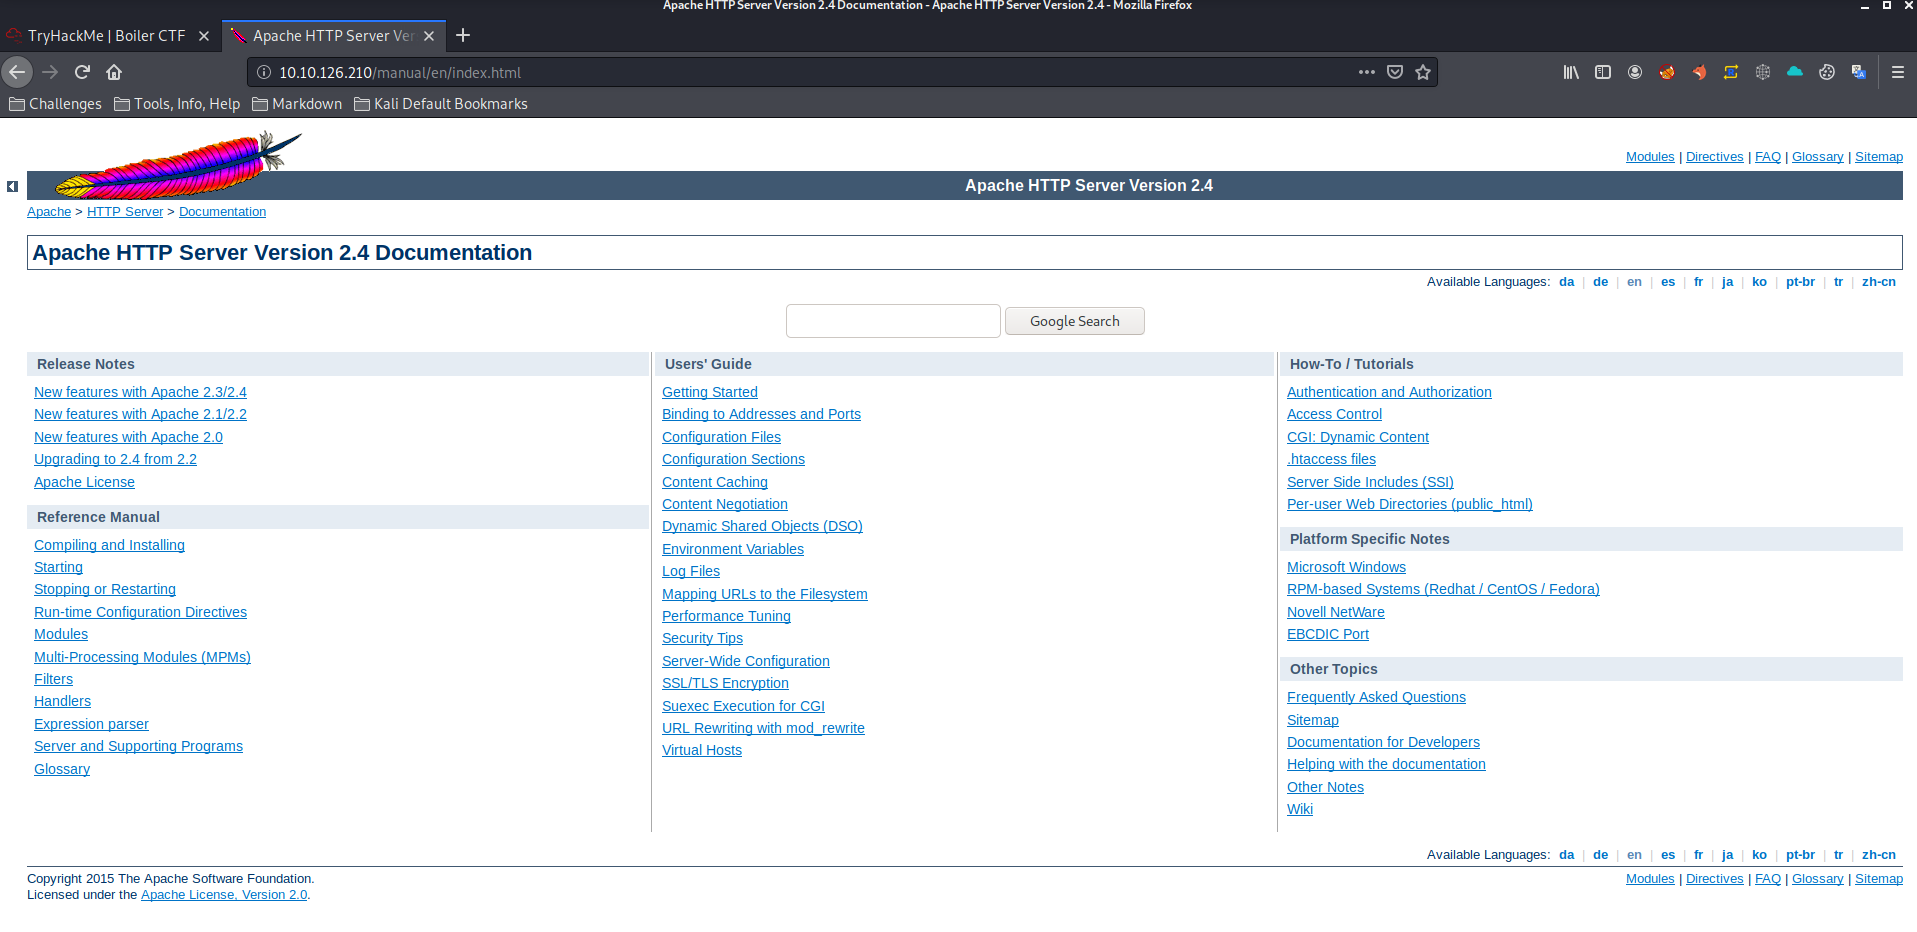 Apache HTTP Server Version 2.4 Documentation - Apache HTTP Server Version 2.4 - Mozilla Firefox
TryHackMe | Boiler CTF
Apache HTTP Server Ver
10.10.126.210/manual/en/index.html
Challenges Tools, Info, Help Markdown Kali Default Bookmarks
Modules | Directives | FAQ | Glossary | Sitemap
Apache HTTP Server Version 2.4
Apache > HTTP Server > Documentation
Apache HTTP Server Version 2.4 Documentation
Available Languages: da | de | en | es | fr | ja | ko | pt-br | tr | zh-cn
Google Search
Release Notes
New features with Apache 2.3/2.4
New features with Apache 2.1/2.2
New features with Apache 2.0
Upgrading to 2.4 from 2.2
Apache License
Reference Manual
Compiling and Installing
Starting
Stopping or Restarting
Run-time Configuration Directives
Modules
Multi-Processing Modules (MPMs)
Filters
Handlers
Expression parser
Server and Supporting Programs
Glossary
Users' Guide
Getting Started
Binding to Addresses and Ports
Configuration Files
Configuration Sections
Content Caching
Content Negotiation
Dynamic Shared Objects (DSO)
Environment Variables
Log Files
Mapping URLs to the Filesystem
Performance Tuning
Security Tips
Server-Wide Configuration
SSL/TLS Encryption
Suexec Execution for CGI
URL Rewriting with mod_rewrite
Virtual Hosts
How-To / Tutorials
Authentication and Authorization
Access Control
CGI: Dynamic Content
.htaccess files
Server Side Includes (SSI)
Per-user Web Directories (public_html)
Platform Specific Notes
Microsoft Windows
RPM-based Systems (Redhat / CentOS / Fedora)
Novell NetWare
EBCDIC Port
Other Topics
Frequently Asked Questions
Sitemap
Documentation for Developers
Helping with the documentation
Other Notes
Wiki
Available Languages: da | de | en | es | fr | ja | ko | pt-br | tr | zh-cn
Copyright 2015 The Apache Software Foundation.
Licensed under the Apache License, Version 2.0.
Modules | Directives | FAQ | Glossary | Sitemap